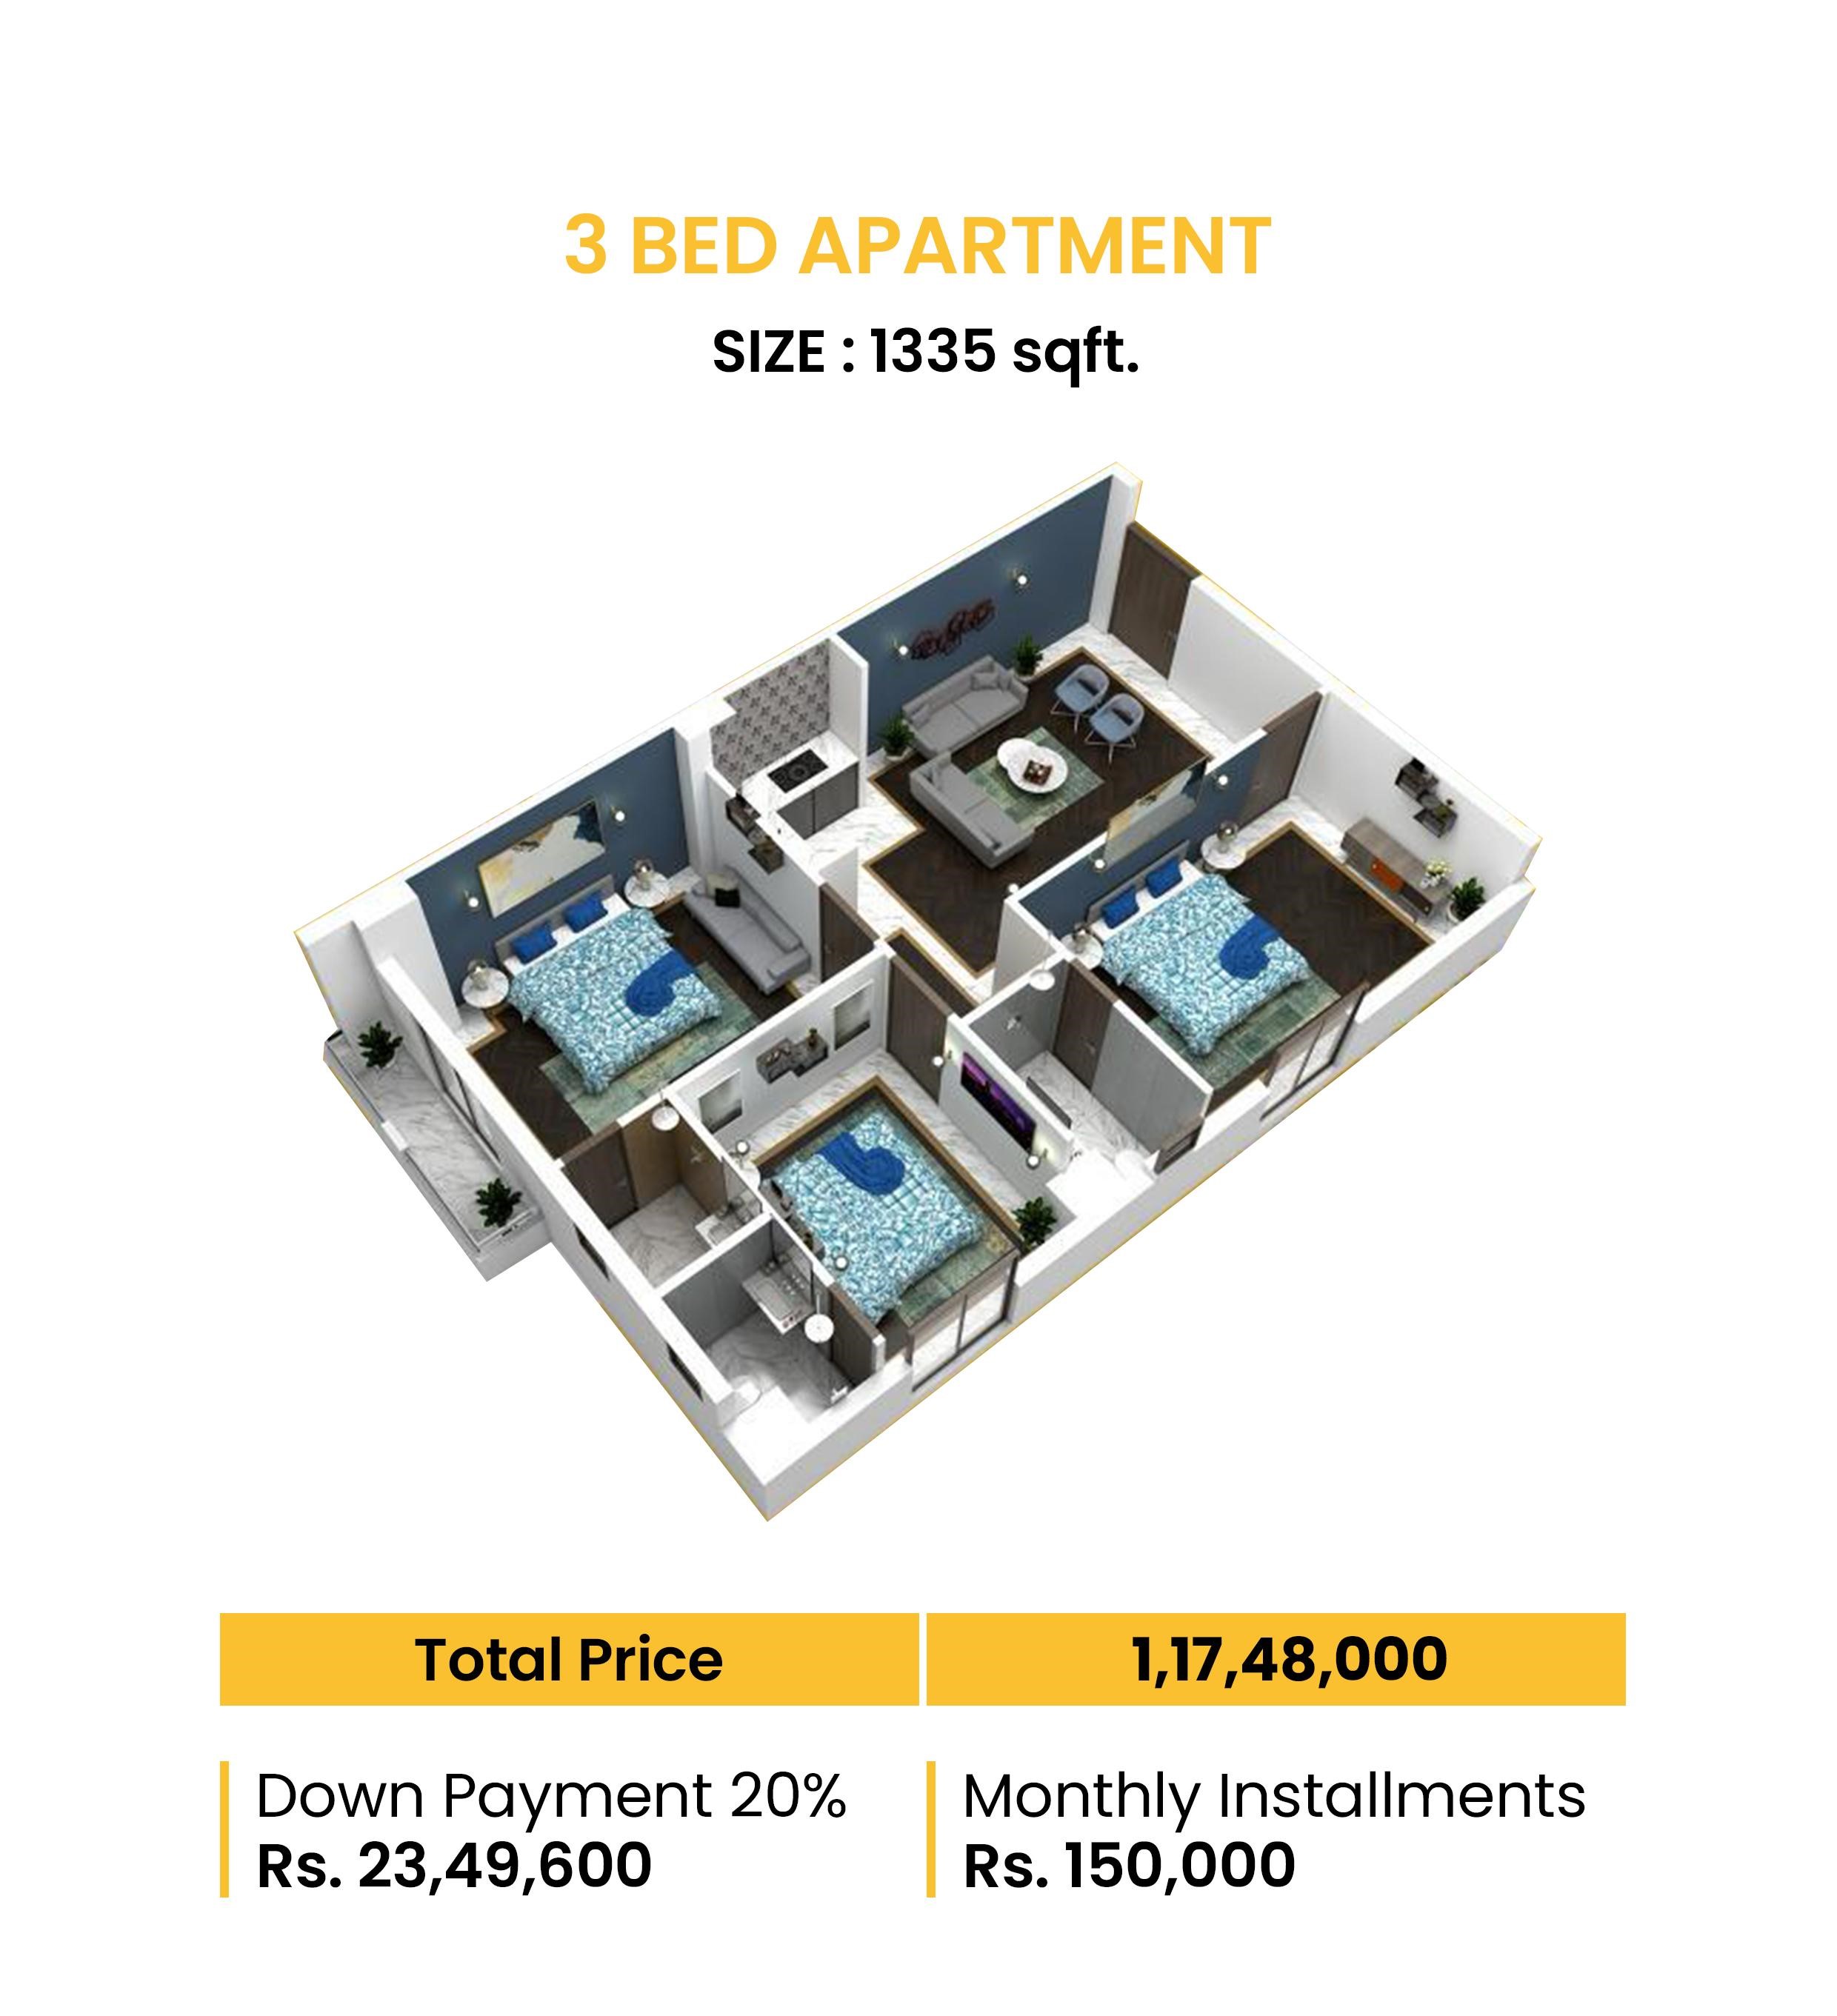 3 BED APARTMENT
SIZE : 1335 sqft.
Total Price
1,17,48,000
Down Payment 20%
Rs. 23,49,600
Monthly Installments
Rs. 150,000